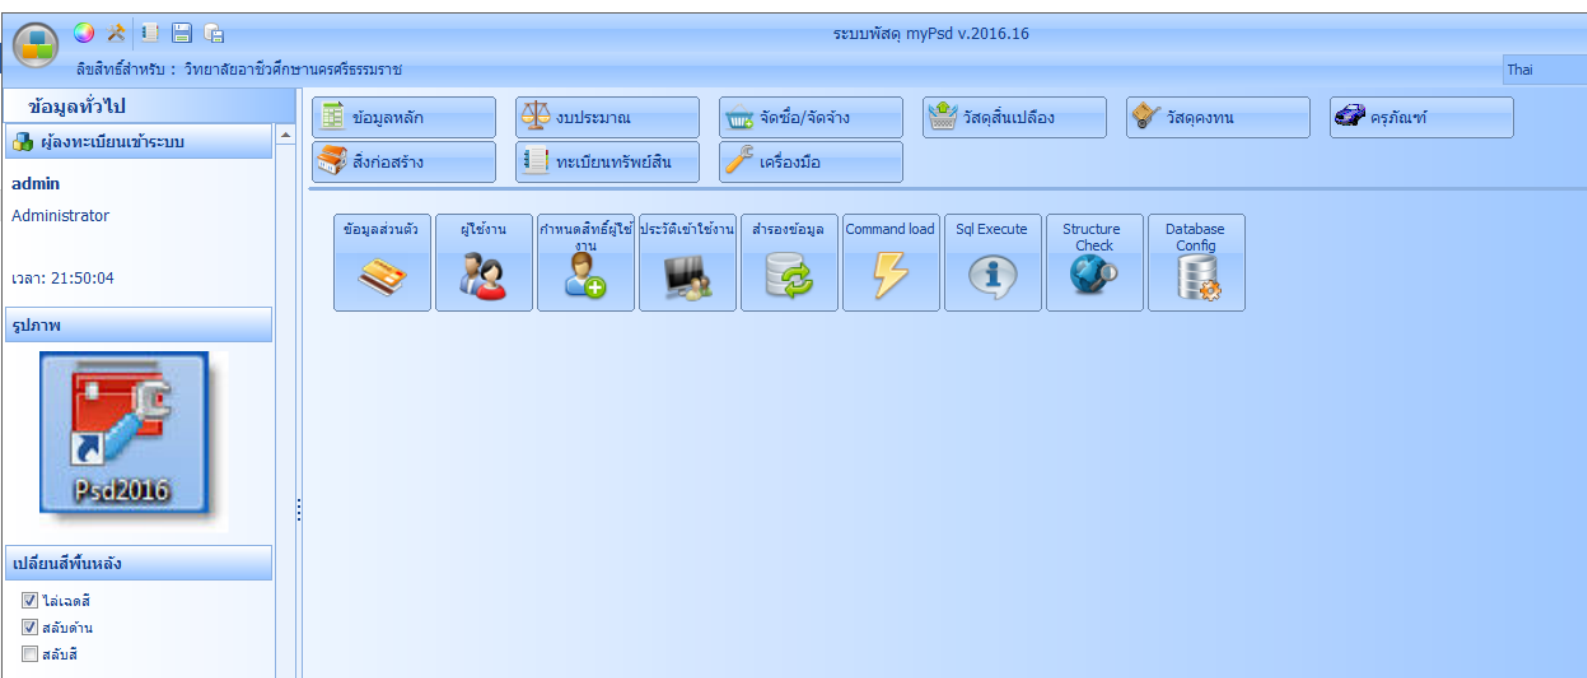 ระบบพัสดุ myPsd v.2016.16
ลิขสิทธิ์สำหรับ : วิทยาลัยอาชีวศึกษานครศรีธรรมราช
Thai
ข้อมูลทั่วไป
ผู้ลงทะเบียนเข้าระบบ
admin
Administrator
เวลา: 21:50:04
รูปภาพ
Psd2016
เปลี่ยนสีพื้นหลัง
ไล่เฉดสี
สลับด้าน
สลับสี
ข้อมูลหลัก
งบประมาณ
จัดซื้อ/จัดจ้าง
วัสดุสิ้นเปลือง
วัสดุคงทน
ครุภัณฑ์
สิ่งก่อสร้าง
ทะเบียนทรัพย์สิน
เครื่องมือ
ข้อมูลส่วนตัว
ผู้ใช้งาน
กำหนดสิทธิ์ผู้ใช้
งาน
ประวัติเข้าใช้งาน
สำรองข้อมูล
Command load
Sql Execute
Structure
Check
Database
Config